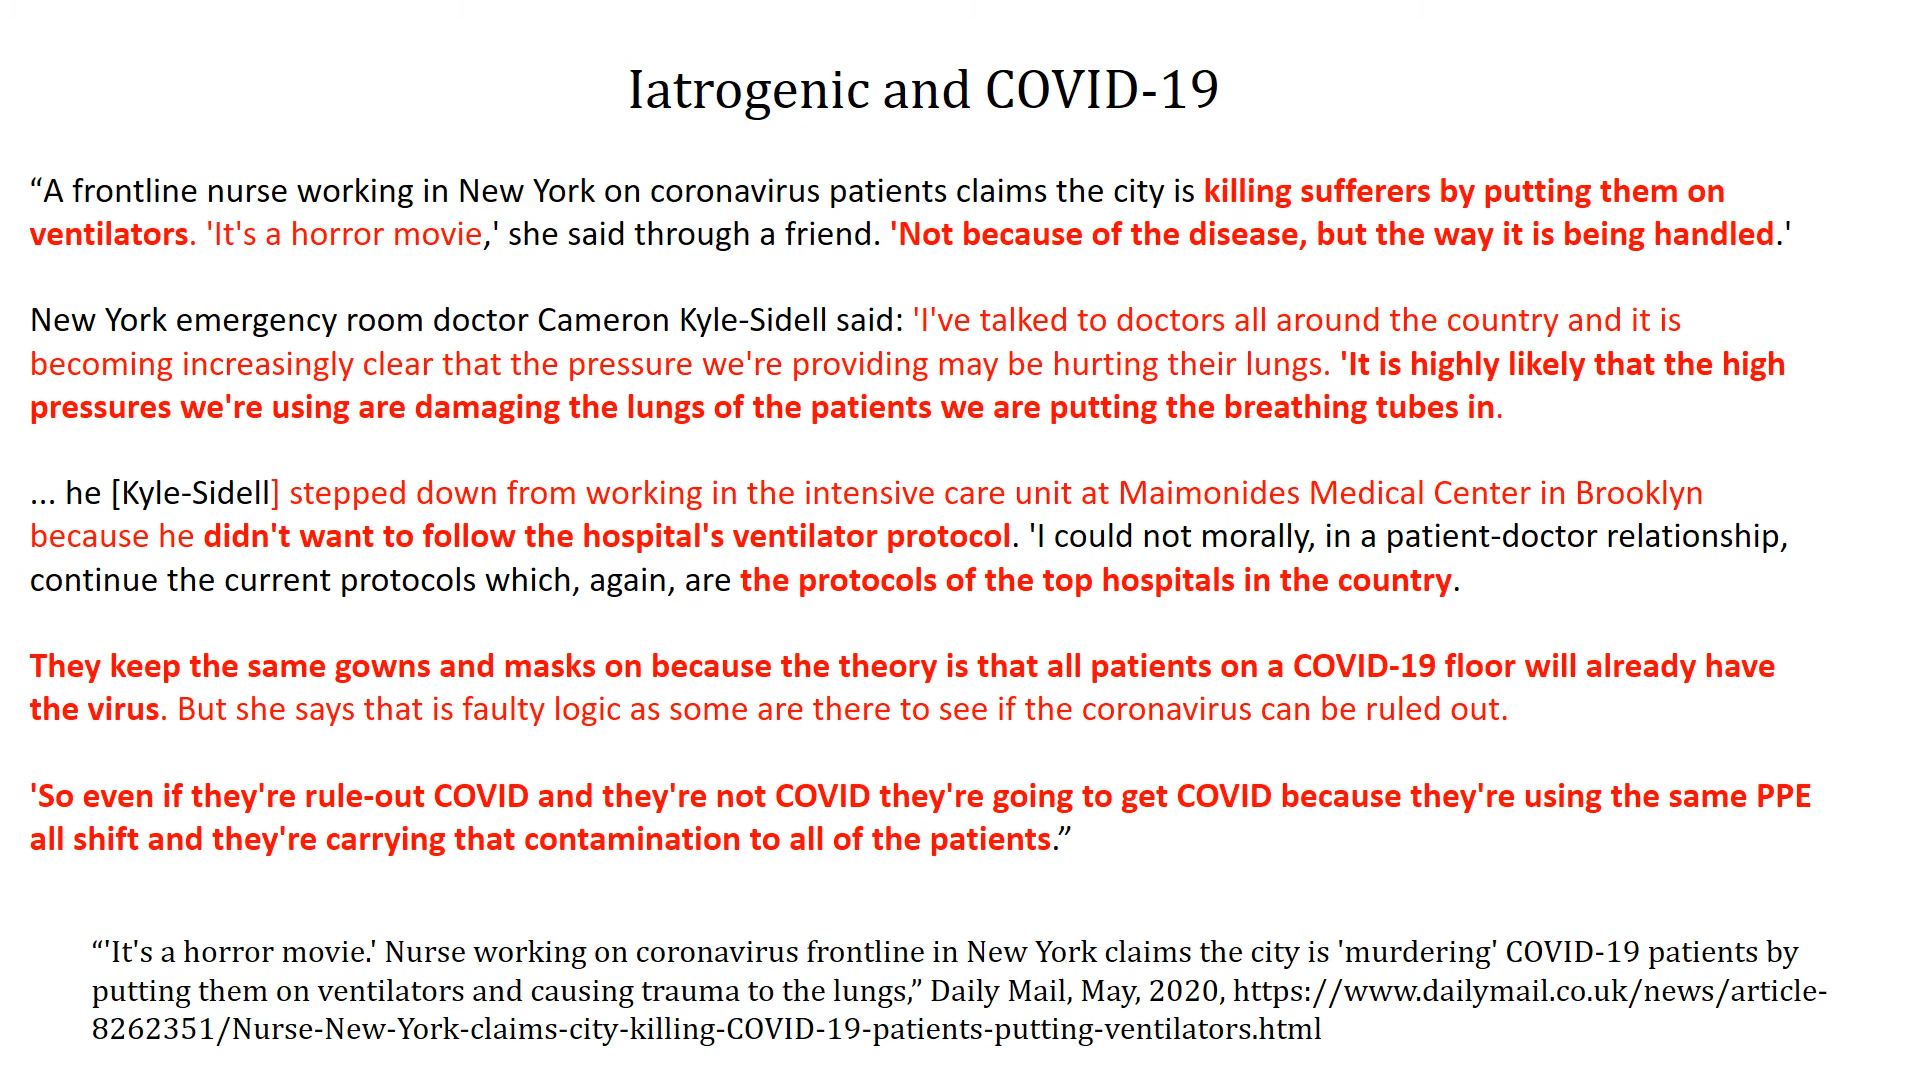 Iatrogenic and COVID-19
“A frontline nurse working in New York on coronavirus patients claims the city is killing sufferers by putting them on
ventilators. 'It's a horror movie,' she said through a friend. 'Not because of the disease, but the way it is being handled.'
New York emergency room doctor Cameron Kyle-Sidell said: 'I've talked to doctors all around the country and it is
becoming increasingly clear that the pressure we're providing may be hurting their lungs. 'It is highly likely that the high
pressures we're using are damaging the lungs of the patients we are putting the breathing tubes in.
... he [Kyle-Sidell] stepped down from working in the intensive care unit at Maimonides Medical Center in Brooklyn
because he didn't want to follow the hospital's ventilator protocol. 'I could not morally, in a patient-doctor relationship,
continue the current protocols which, again, are the protocols of the top hospitals in the country.
They keep the same gowns and masks on because the theory is that all patients on a COVID-19 floor will already have
the virus. But she says that is faulty logic as some are there to see if the coronavirus can be ruled out.
'So even if they're rule-out COVID and they're not COVID they're going to get COVID because they're using the same PPE
all shift and they're carrying that contamination to all of the patients.”
“'It's a horror movie.' Nurse working on coronavirus frontline in New York claims the city is 'murdering' COVID-19 patients by
putting them on ventilators and causing trauma to the lungs,” Daily Mail, May, 2020, https://www.dailymail.co.uk/news/article-
8262351/Nurse-New-York-claims-city-killing-COVID-19-patients-putting-ventilators.html